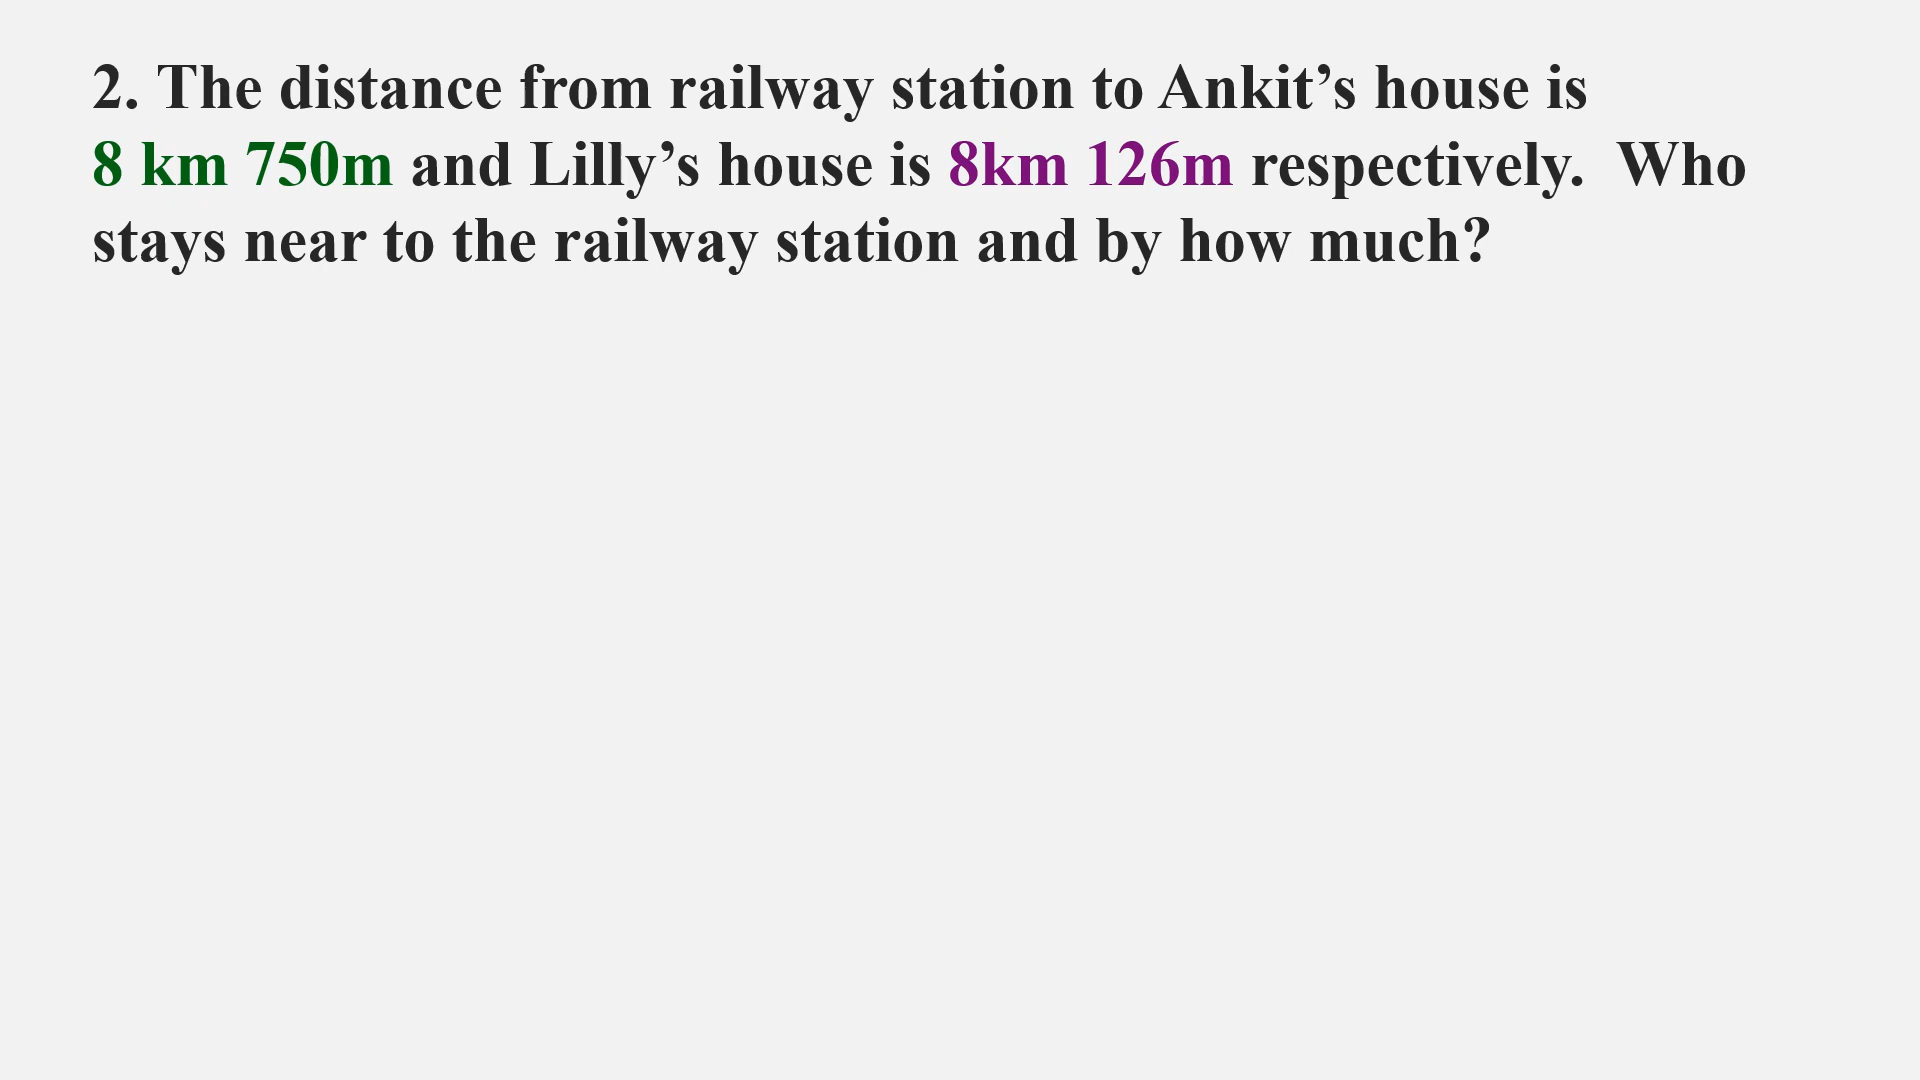 2. The distance from railway station to Ankit’s house is
8 km 750m and Lilly’s house is 8km 126m respectively.  Who
stays near to the railway station and by how much?